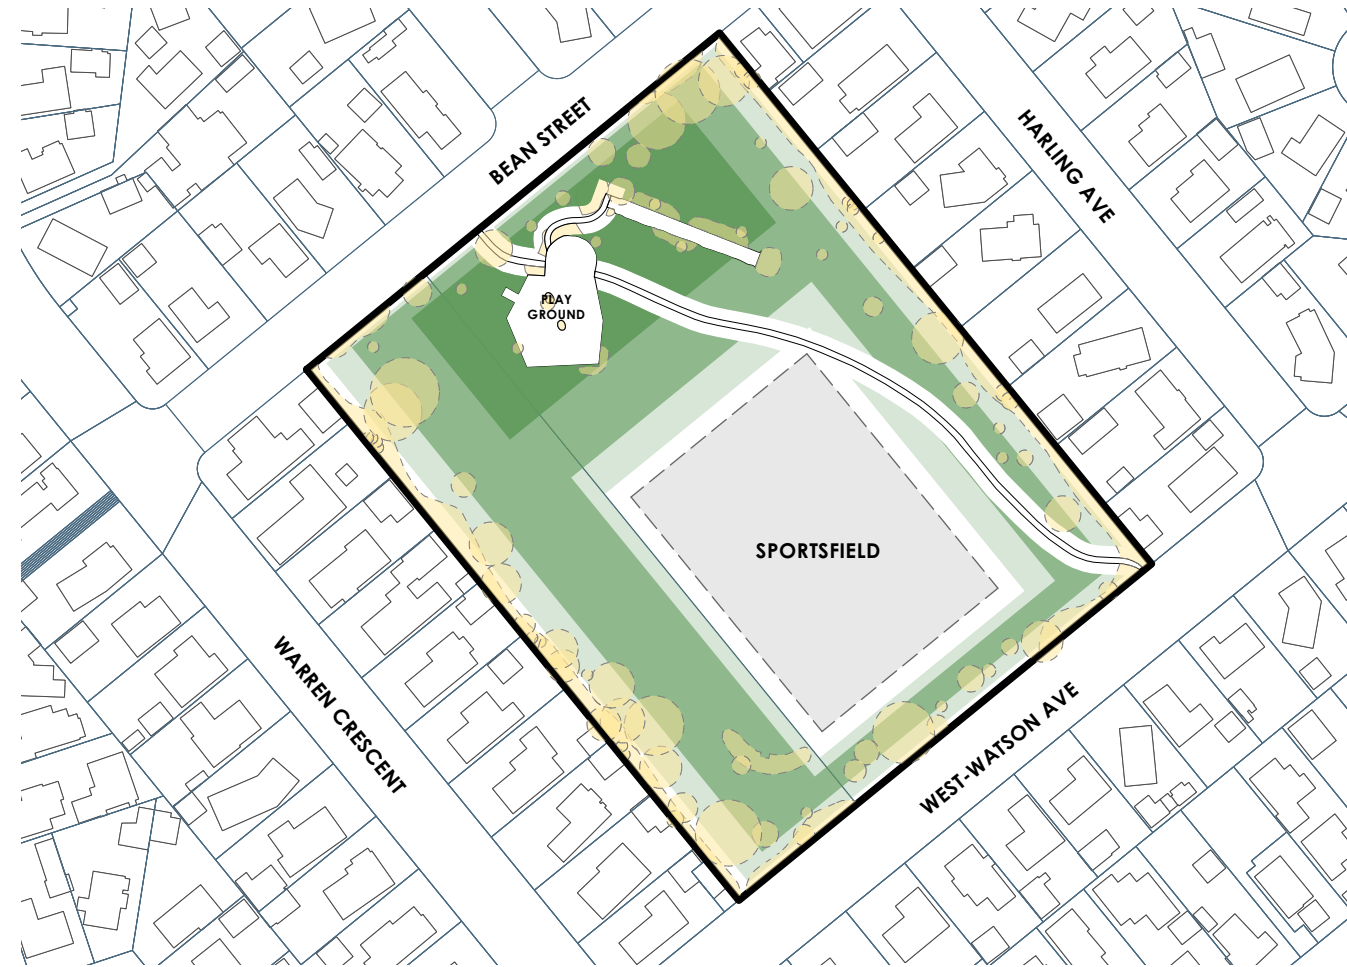 BEAN STREET
HARLING AVE
PLAY
GROUND
SPORTSFIELD
WARREN CRESCENT
WEST-WATSON AVE